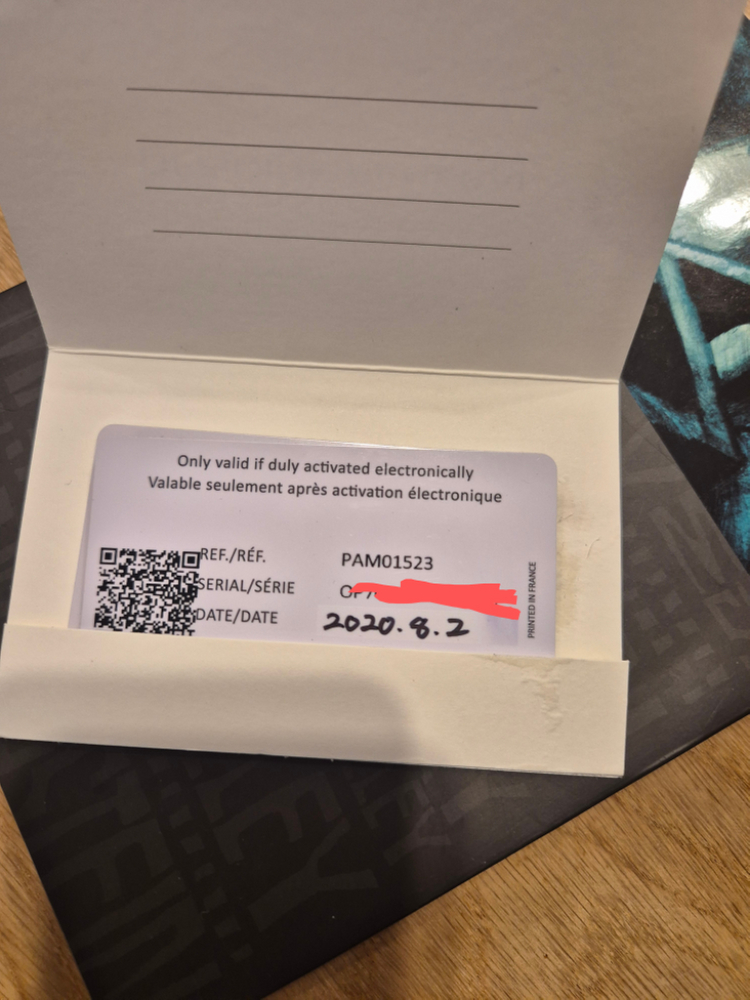 Only valid if duly activated electronically
Valable seulement après activation électronique
REF./RÉF. PAM01523
SERIAL/SÉRIE
DATE/DATE 2020.8.2
PRINTED IN FRANCE